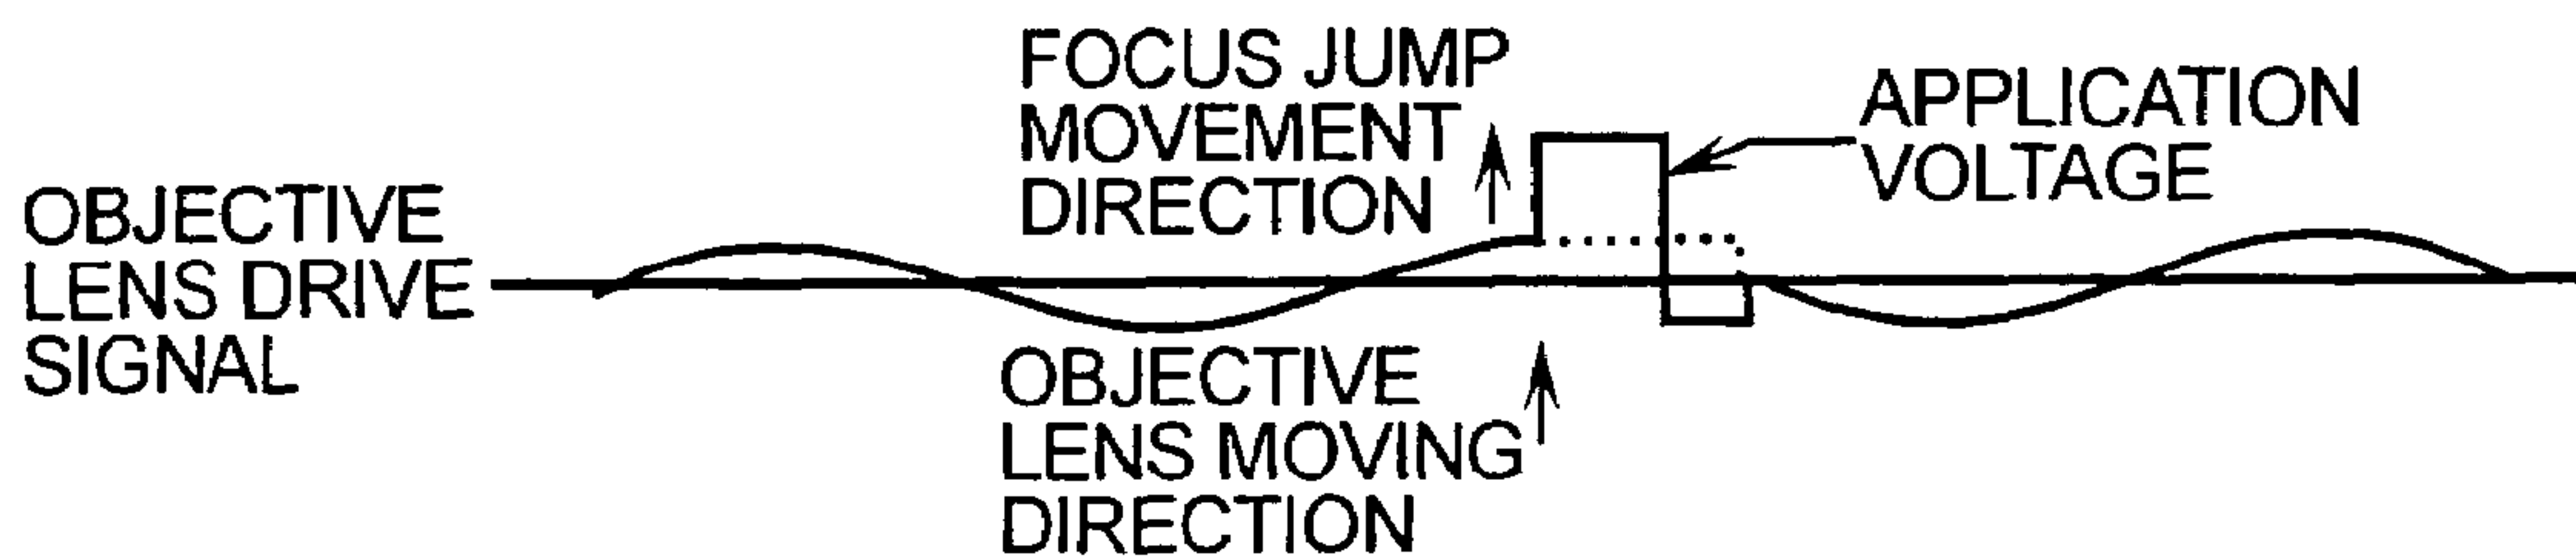 OBJECTIVE
LENS DRIVE
SIGNAL
FOCUS JUMP
MOVEMENT
DIRECTION
APPLICATION
VOLTAGE
OBJECTIVE
LENS MOVING
DIRECTION